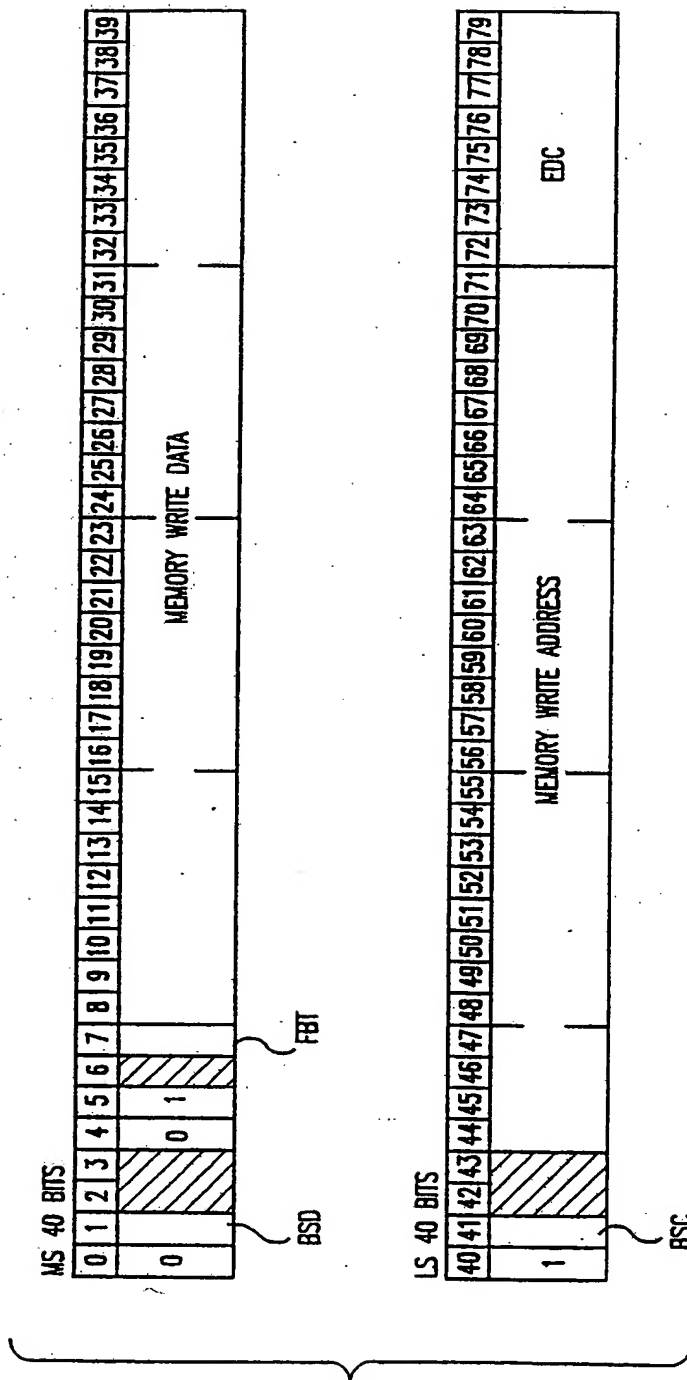 MS 40 BITS
0 1 2 3 4 5 6 7 8 9 10 11 12 13 14 15 16 17 18 19 20 21 22 23 24 25 26 27 28 29 30 31 32 33 34 35 36 37 38 39
0 0 1 MEMORY WRITE DATA
BSD FBT
LS 40 BITS
40 41 42 43 44 45 46 47 48 49 50 51 52 53 54 55 56 57 58 59 60 61 62 63 64 65 66 67 68 69 70 71 72 73 74 75 76 77 78 79
1 MEMORY WRITE ADDRESS EDC
BSC